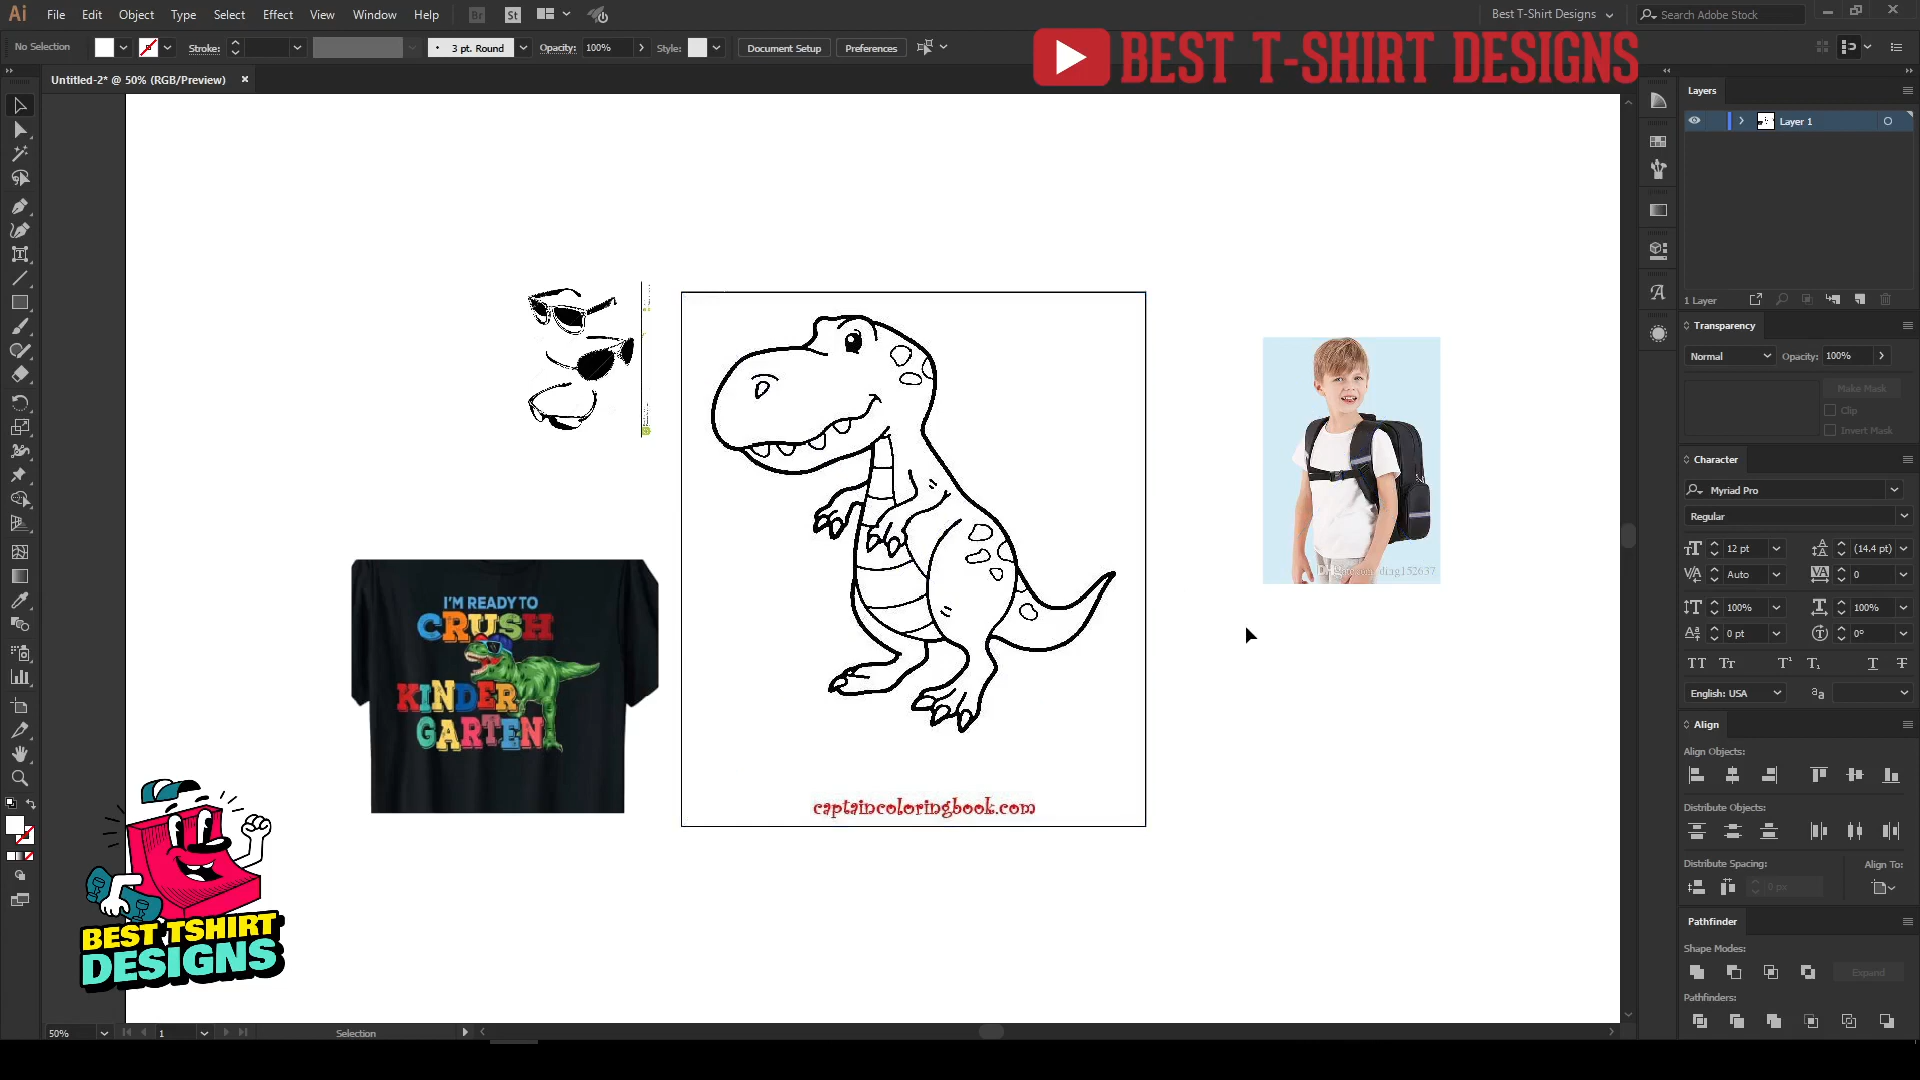 Ai File Edit Object Type Select Effect View Window Help Br St Best T-Shirt Designs Search Adobe Stock
No Selection Stroke: 3 pt. Round Opacity: 100% Style: Document Setup Preferences
BEST T-SHIRT DESIGNS
Untitled-2* @ 50% (RGB/Preview)
Layers
Layer 1
1 Layer
Transparency
Normal Opacity: 100%
Make Mask
Clip
Invert Mask
Character
Myriad Pro
Regular
12 pt (14.4 pt)
Auto 0
100% 100%
0 pt 0°
English: USA
Align
Align Objects:
Distribute Objects:
Distribute Spacing: Align To:
0 px
Pathfinder
Shape Modes:
Expand
Pathfinders:
I'M READY TO
CRUSH
KINDER
GARTEN
captaincoloringbook.com
BEST TSHIRT
DESIGNS
50% 1 Selection